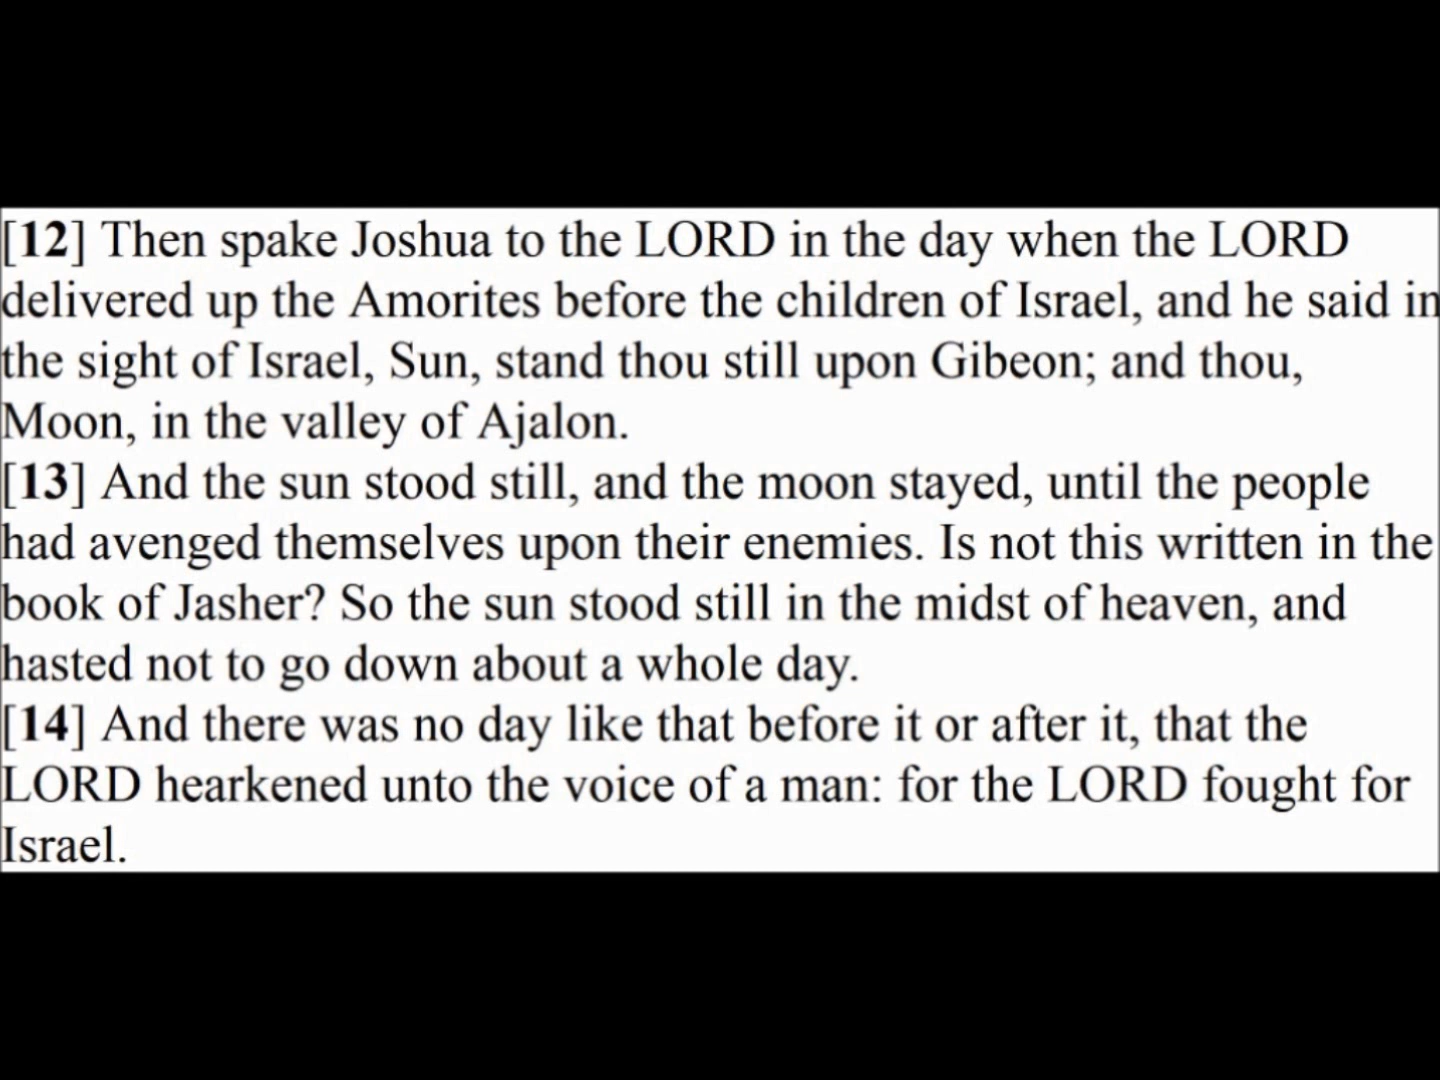 [12] Then spake Joshua to the LORD in the day when the LORD
delivered up the Amorites before the children of Israel, and he said in
the sight of Israel, Sun, stand thou still upon Gibeon; and thou,
Moon, in the valley of Ajalon.
[13] And the sun stood still, and the moon stayed, until the people
had avenged themselves upon their enemies. Is not this written in the
book of Jasher? So the sun stood still in the midst of heaven, and
hasted not to go down about a whole day.
[14] And there was no day like that before it or after it, that the
LORD hearkened unto the voice of a man: for the LORD fought for
Israel.